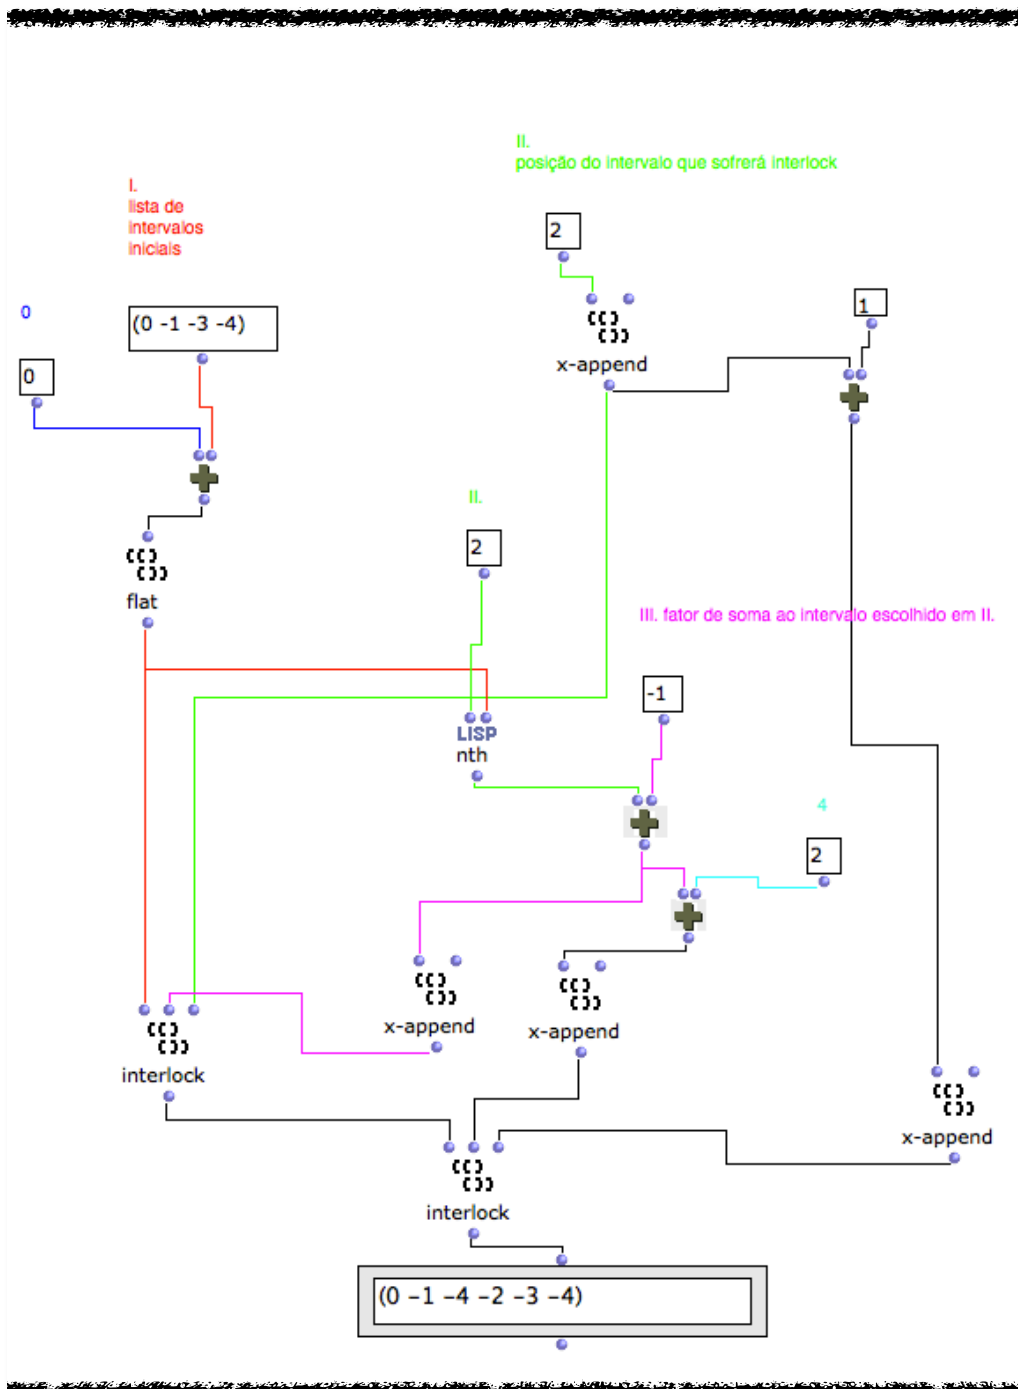 II.
posição do intervalo que sofrerá interlock
I.
lista de
intervalos
iniciais
2
0
(0 -1 -3 -4)
1
x-append
0
II.
2
flat
III. fator de soma ao intervalo escolhido em II.
-1
LISP
nth
4
2
x-append
x-append
interlock
x-append
interlock
(0 -1 -4 -2 -3 -4)